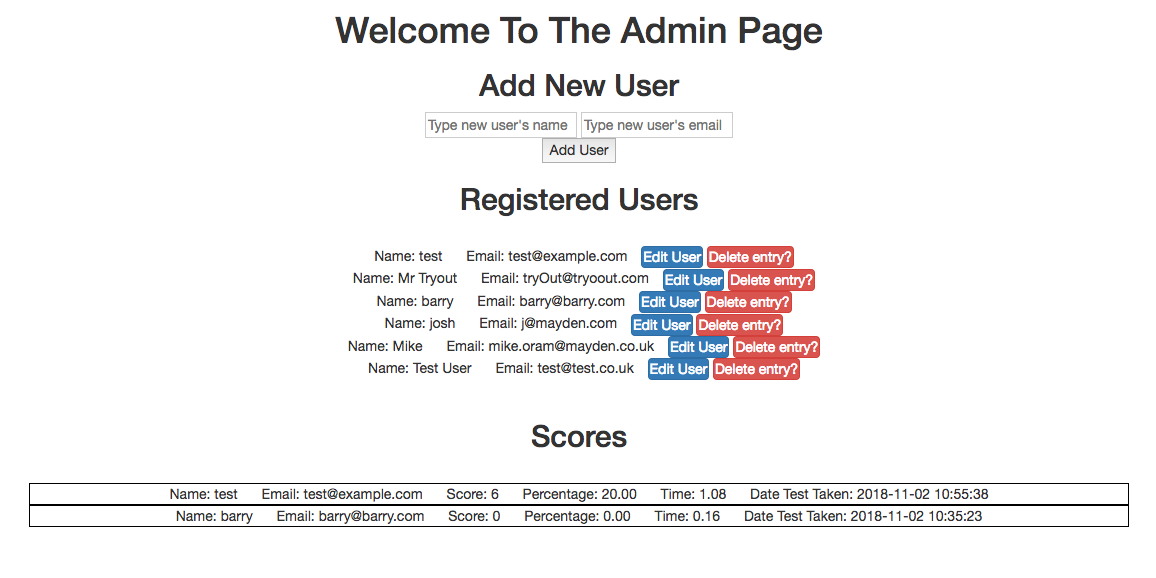 Welcome To The Admin Page
Add New User
Type new user's name Type new user's email
Add User
Registered Users
Name: test Email: test@example.com Edit User Delete entry?
Name: Mr Tryout Email: tryOut@tryoout.com Edit User Delete entry?
Name: barry Email: barry@barry.com Edit User Delete entry?
Name: josh Email: j@mayden.com Edit User Delete entry?
Name: Mike Email: mike.oram@mayden.co.uk Edit User Delete entry?
Name: Test User Email: test@test.co.uk Edit User Delete entry?
Scores
Name: test Email: test@example.com Score: 6 Percentage: 20.00 Time: 1.08 Date Test Taken: 2018-11-02 10:55:38
Name: barry Email: barry@barry.com Score: 0 Percentage: 0.00 Time: 0.16 Date Test Taken: 2018-11-02 10:35:23